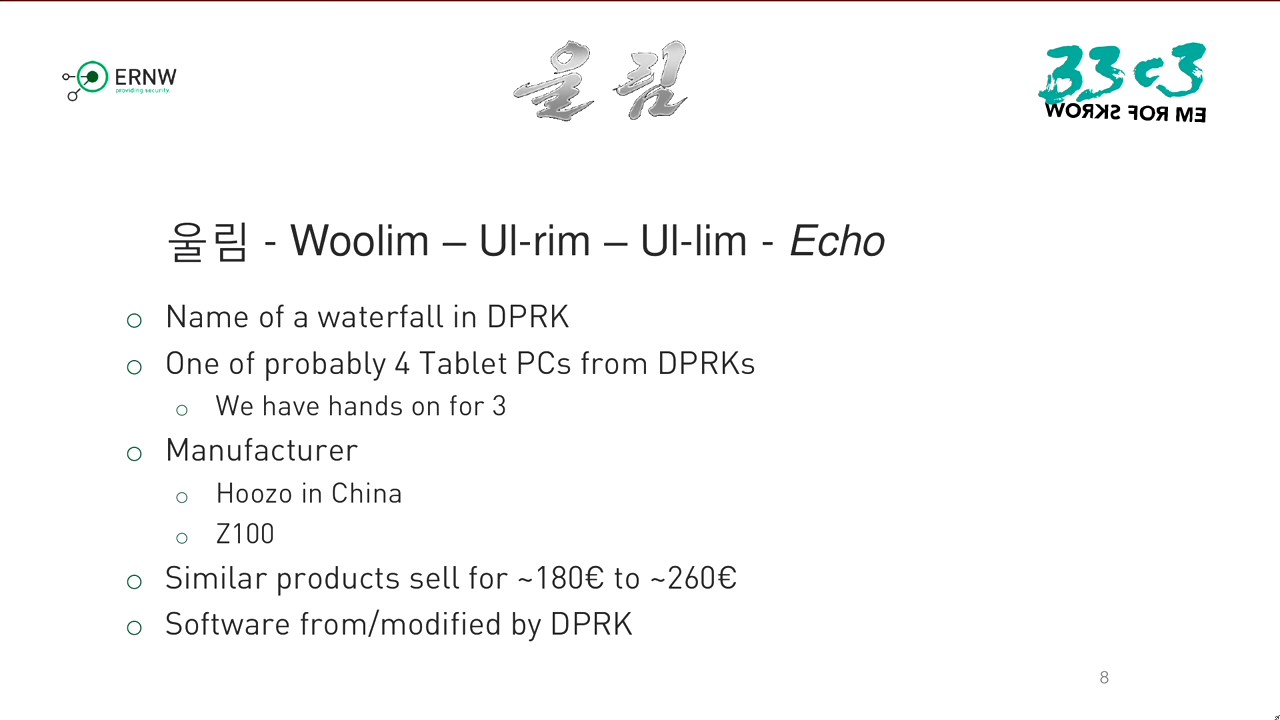 ERNW
providing security.
울림
33c3
WORKS FOR ME
울림 - Woolim – Ul-rim – Ul-lim - Echo
Name of a waterfall in DPRK
One of probably 4 Tablet PCs from DPRKs
We have hands on for 3
Manufacturer
Hoozo in China
Z100
Similar products sell for ~180€ to ~260€
Software from/modified by DPRK
8